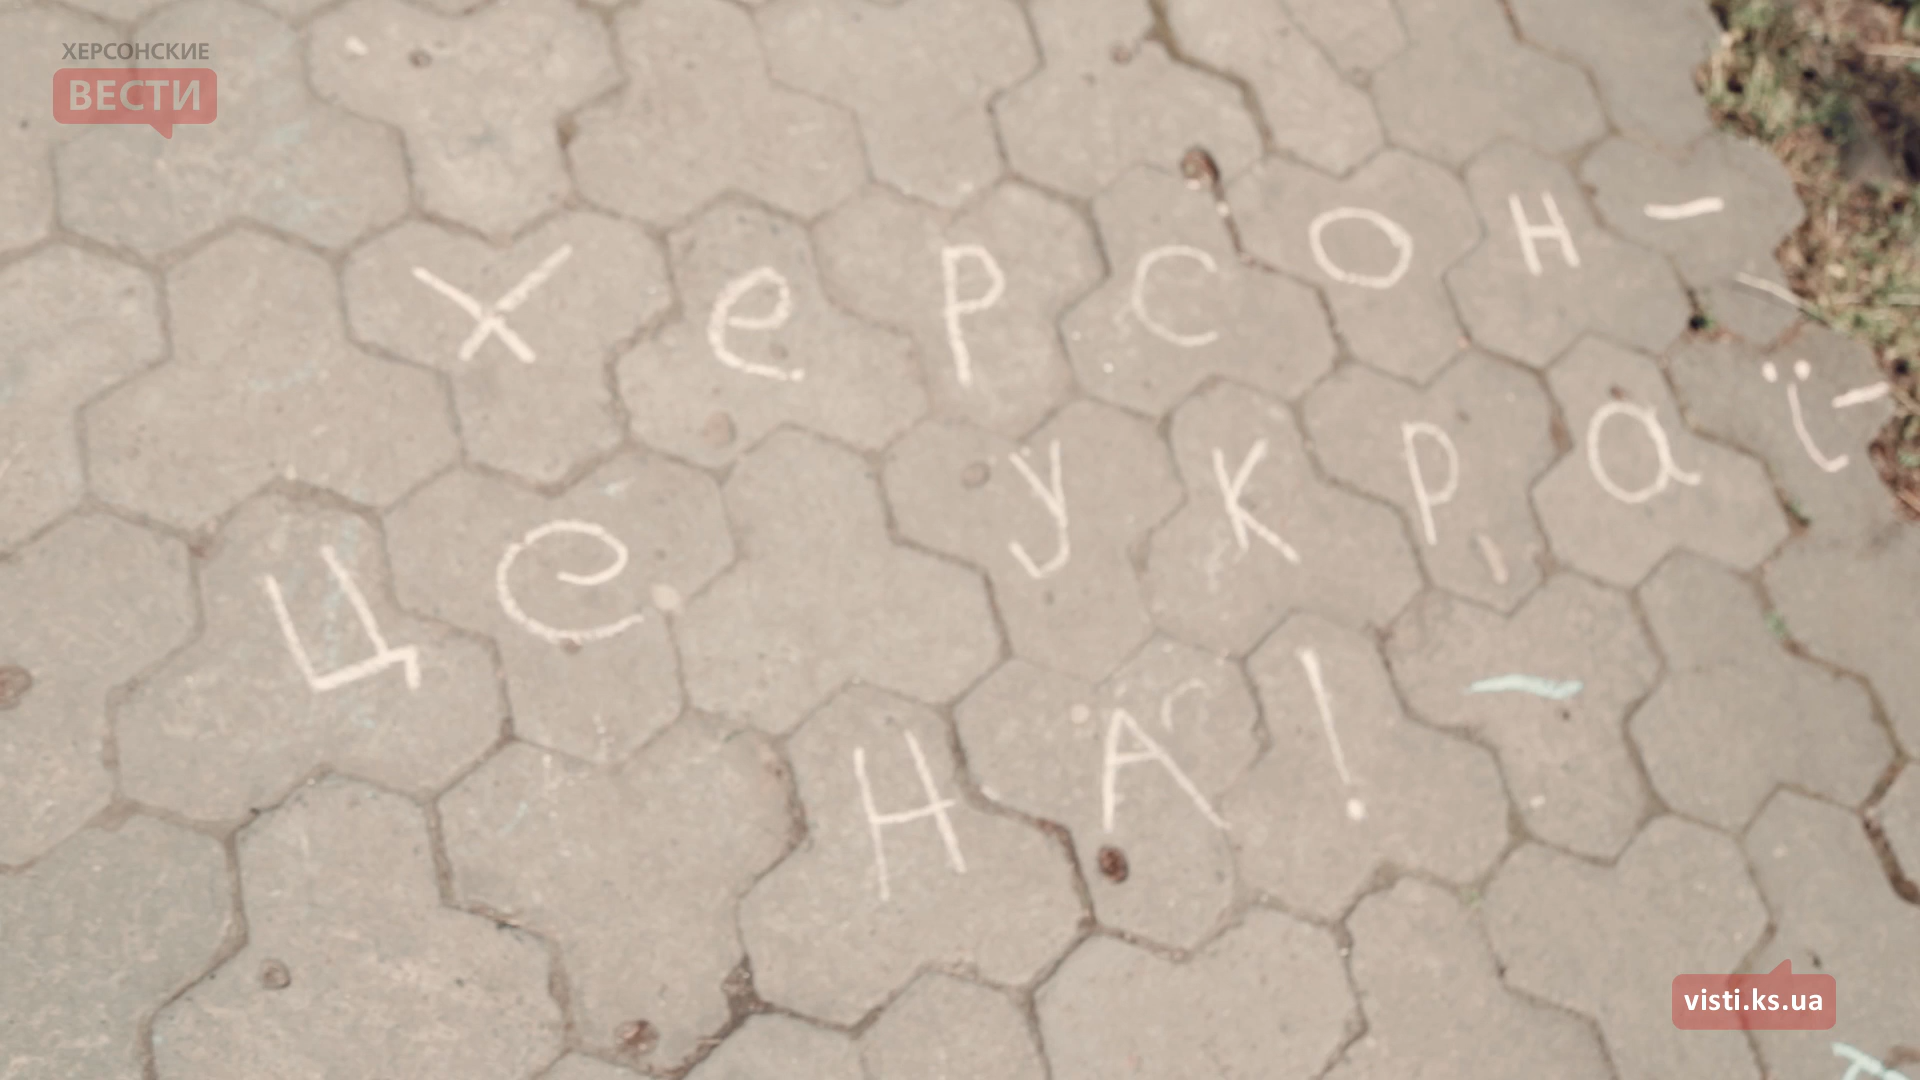 ХЕРСОНСКИЕ
ВЕСТИ
Херсон -
це Украї-
НА! -
visti.ks.ua